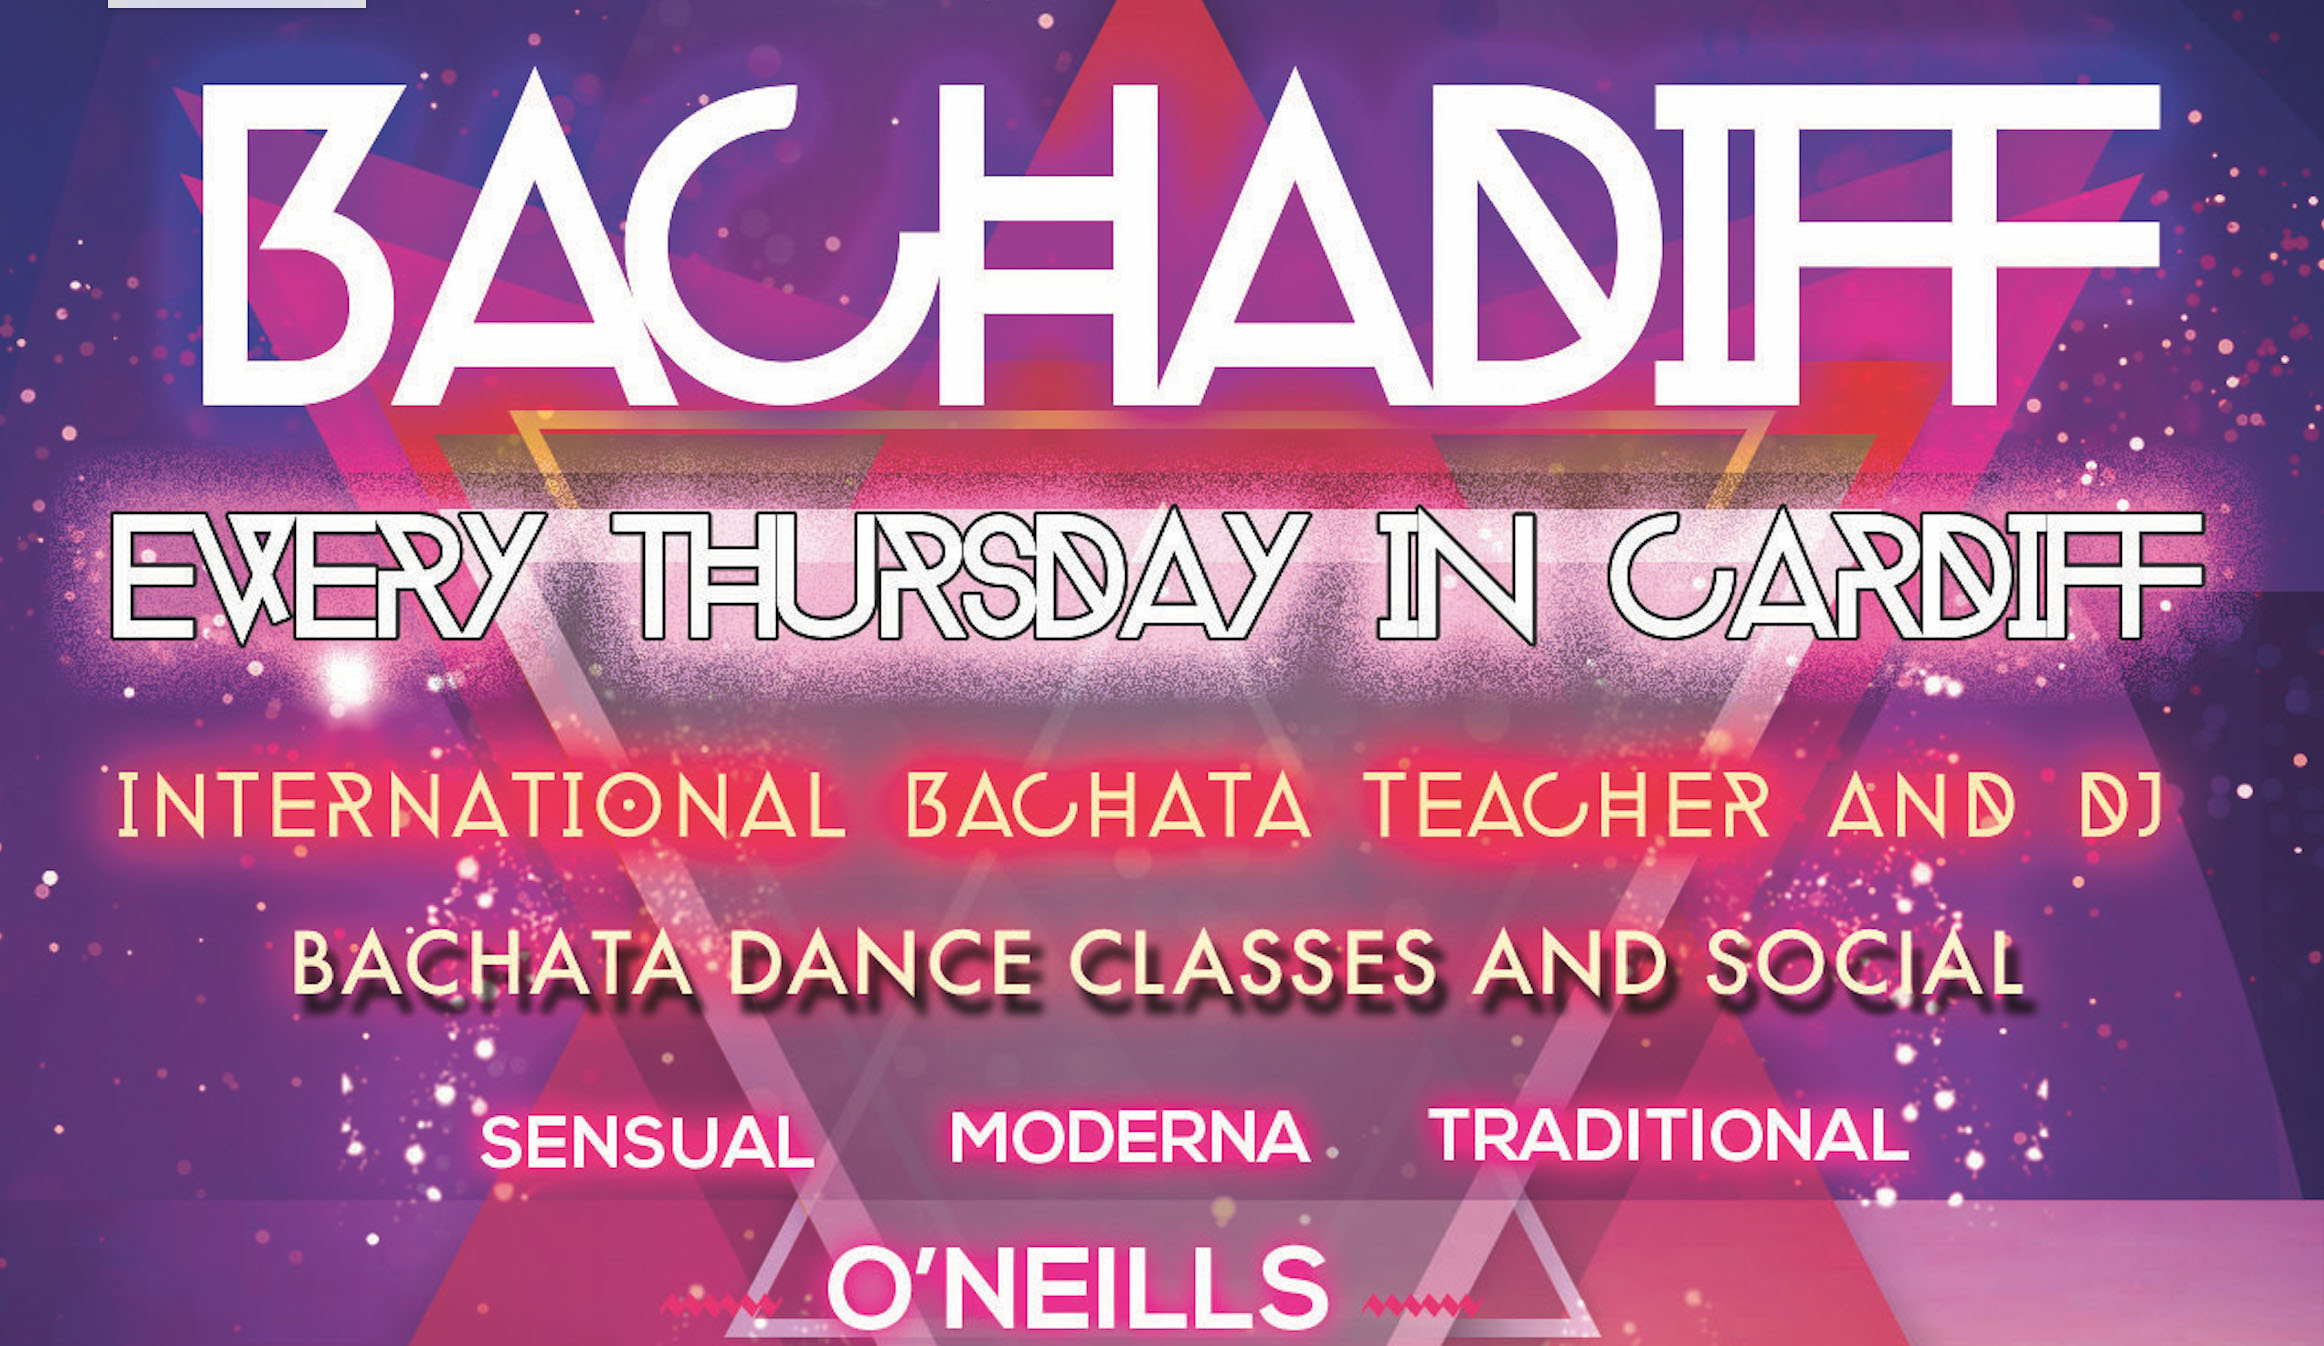 BACHADIFF
EVERY THURSDAY IN CARDIFF
INTERNATIONAL BACHATA TEACHER AND DJ
BACHATA DANCE CLASSES AND SOCIAL
SENSUAL MODERNA TRADITIONAL
O'NEILLS